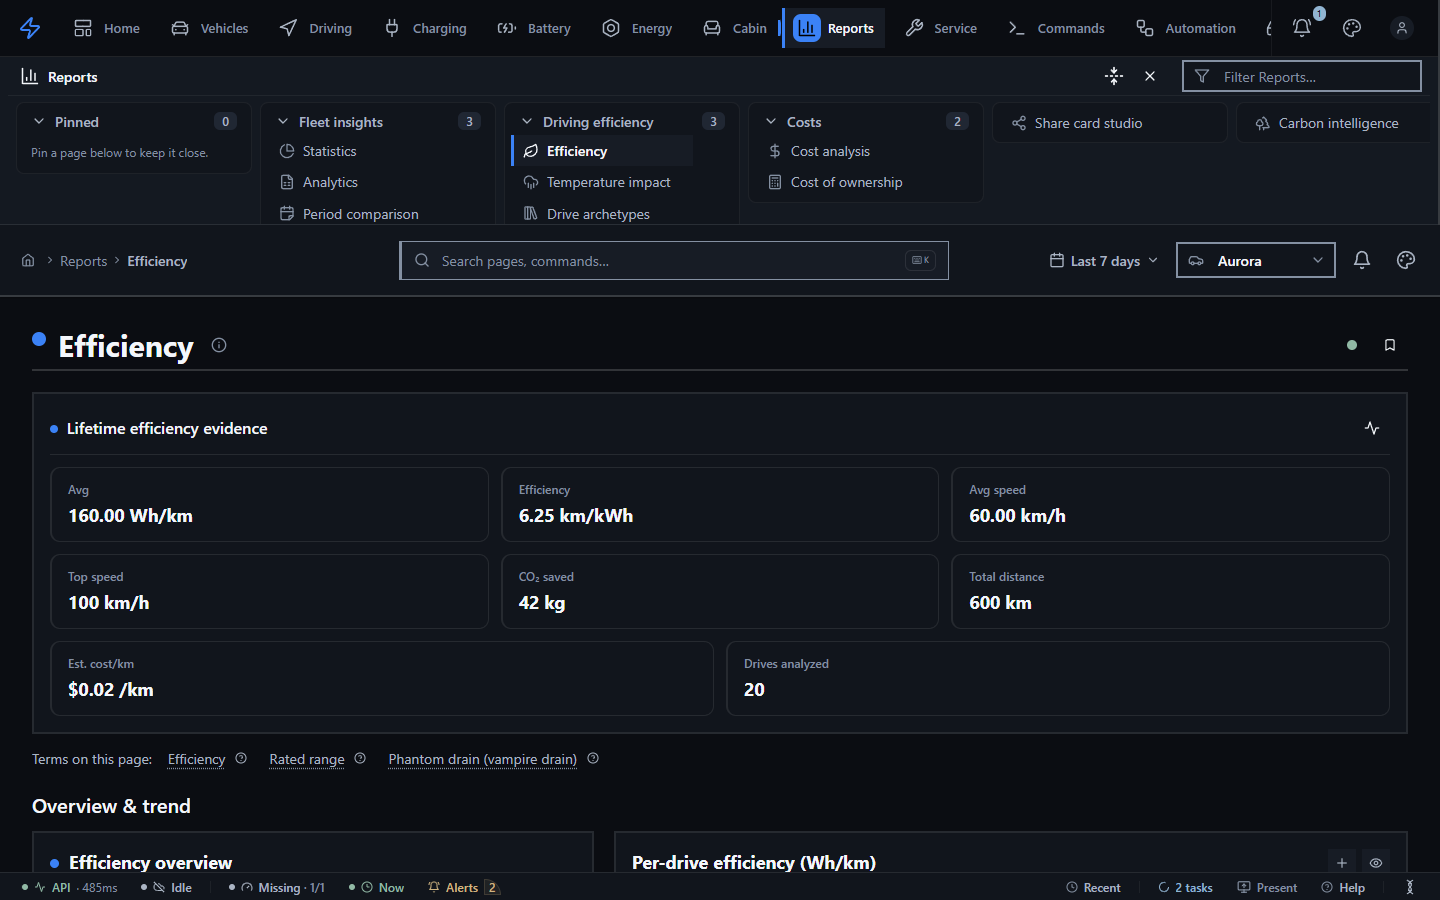 Home Vehicles Driving Charging Battery Energy Cabin Reports Service Commands Automation 1
Reports Filter Reports...
Pinned 0
Pin a page below to keep it close.
Fleet insights 3
Statistics
Analytics
Period comparison
Driving efficiency 3
Efficiency
Temperature impact
Drive archetypes
Costs 2
Cost analysis
Cost of ownership
Share card studio
Carbon intelligence
Reports Efficiency Search pages, commands... K Last 7 days Aurora
Efficiency
Lifetime efficiency evidence
Avg
160.00 Wh/km
Efficiency
6.25 km/kWh
Avg speed
60.00 km/h
Top speed
100 km/h
CO₂ saved
42 kg
Total distance
600 km
Est. cost/km
$0.02 /km
Drives analyzed
20
Terms on this page: Efficiency Rated range Phantom drain (vampire drain)
Overview & trend
Efficiency overview
Per-drive efficiency (Wh/km)
API · 485ms Idle Missing · 1/1 Now Alerts 2 Recent 2 tasks Present Help